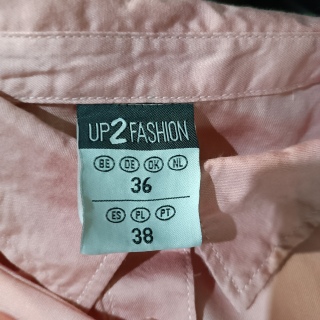 UP2FASHION
BE DE DK NL
36
ES PL PT
38